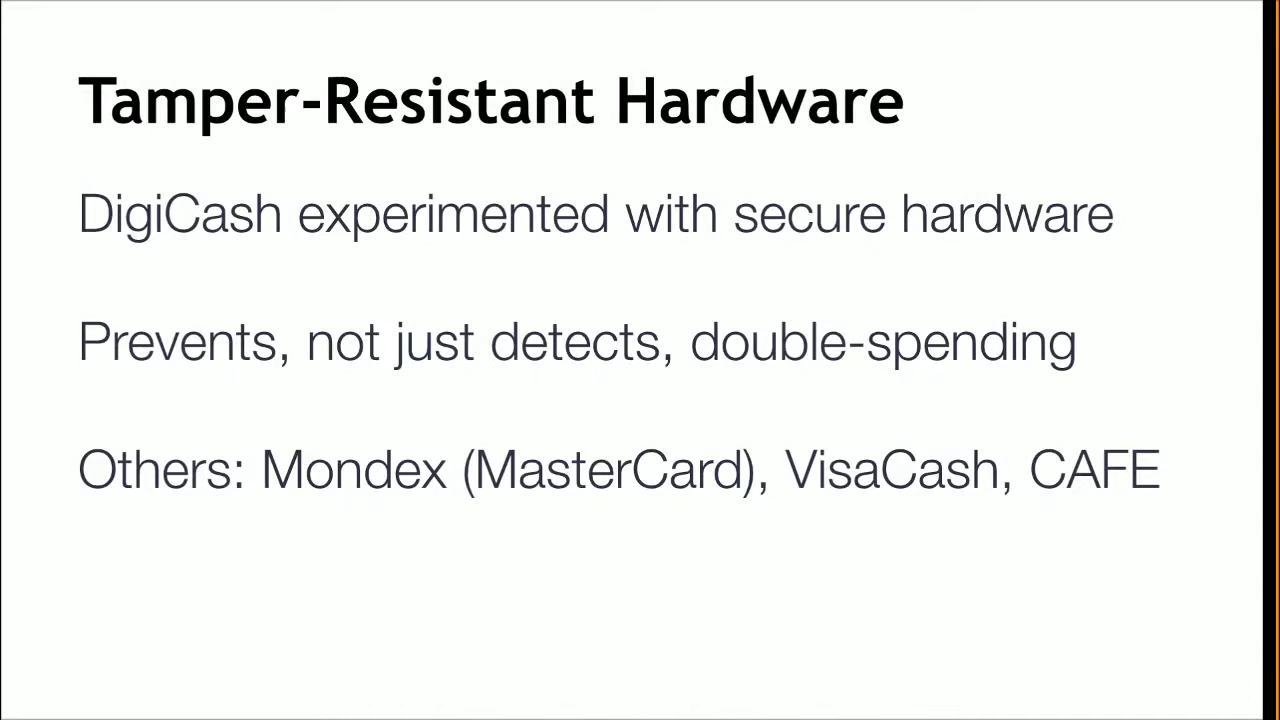 Tamper-Resistant Hardware
DigiCash experimented with secure hardware
Prevents, not just detects, double-spending
Others: Mondex (MasterCard), VisaCash, CAFE